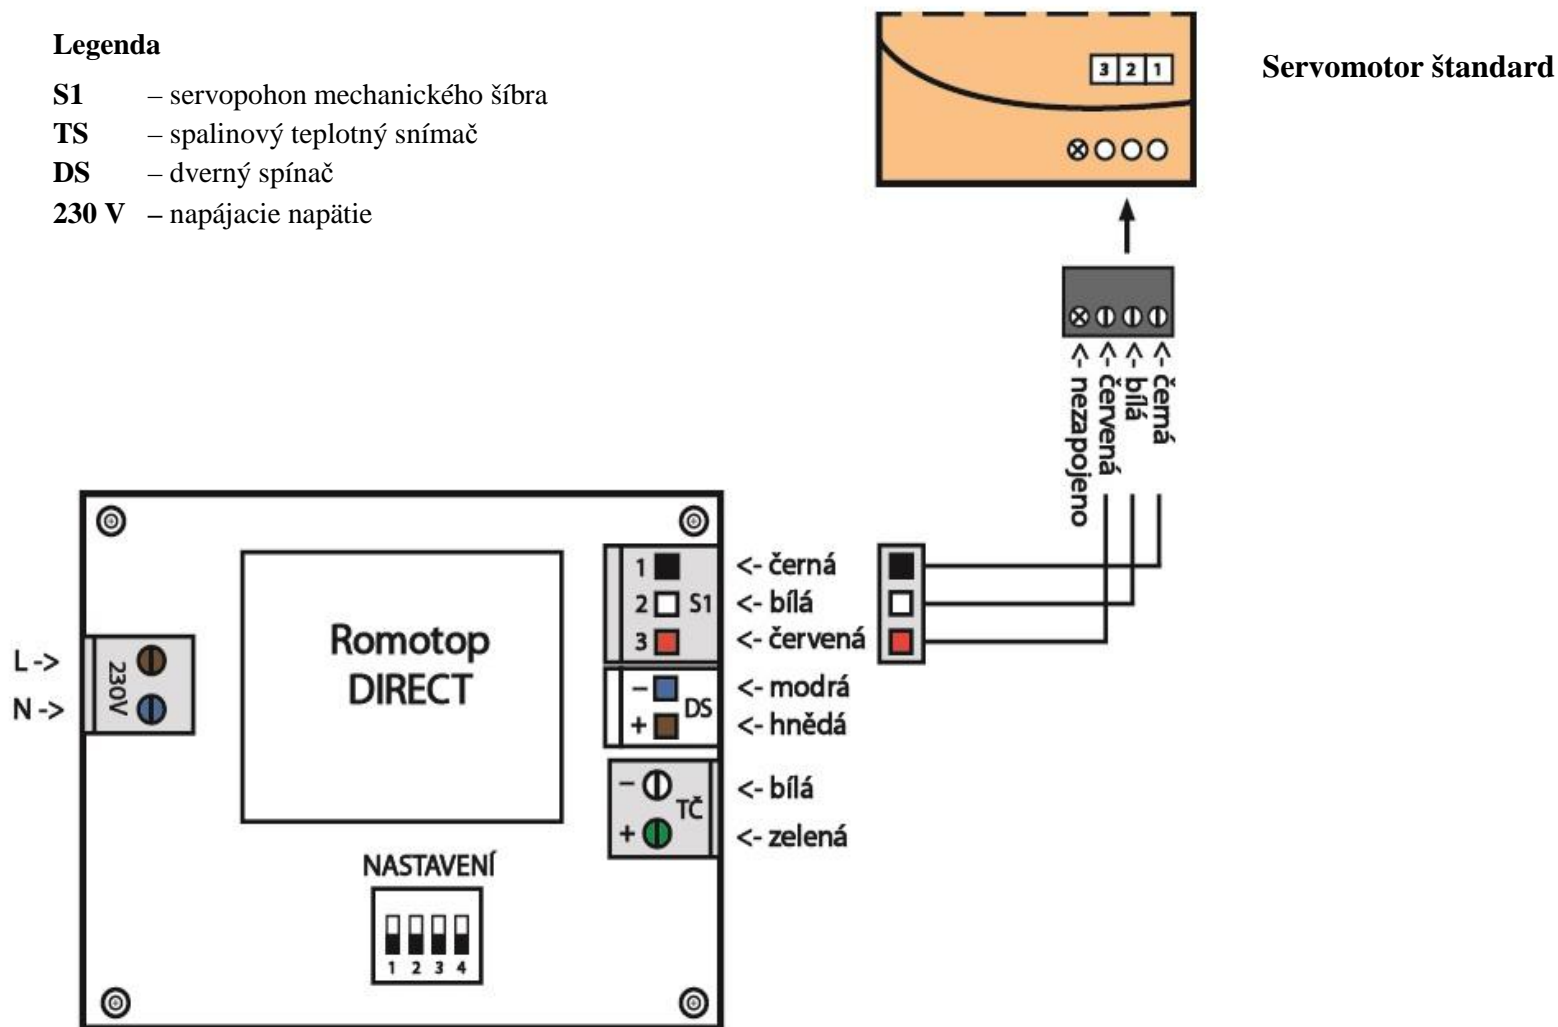 Legenda
S1 – servopohon mechanického šíbra
TS – spalinový teplotný snímač
DS – dverný spínač
230 V – napájacie napätie
Servomotor štandard
3 2 1
<- nezapojeno
<- červená
<- bílá
<- černá
L ->
N ->
230V
Romotop
DIRECT
1
2 S1
3
<- černá
<- bílá
<- červená
– DS
+
<- modrá
<- hnědá
– TČ
+
<- bílá
<- zelená
NASTAVENÍ
1 2 3 4